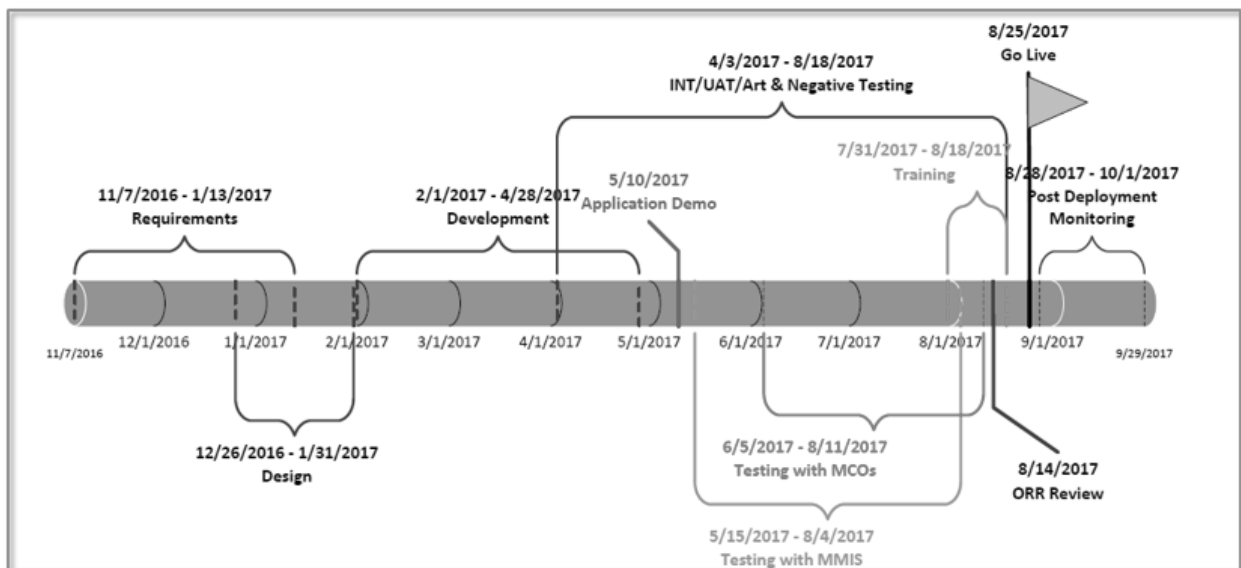 8/25/2017
Go Live
4/3/2017 - 8/18/2017
INT/UAT/Art & Negative Testing
7/31/2017 - 8/18/2017
Training
8/28/2017 - 10/1/2017
Post Deployment
Monitoring
5/10/2017
Application Demo
11/7/2016 - 1/13/2017
Requirements
2/1/2017 - 4/28/2017
Development
11/7/2016
12/1/2016
1/1/2017
2/1/2017
3/1/2017
4/1/2017
5/1/2017
6/1/2017
7/1/2017
8/1/2017
9/1/2017
9/29/2017
12/26/2016 - 1/31/2017
Design
6/5/2017 - 8/11/2017
Testing with MCOs
8/14/2017
ORR Review
5/15/2017 - 8/4/2017
Testing with MMIS